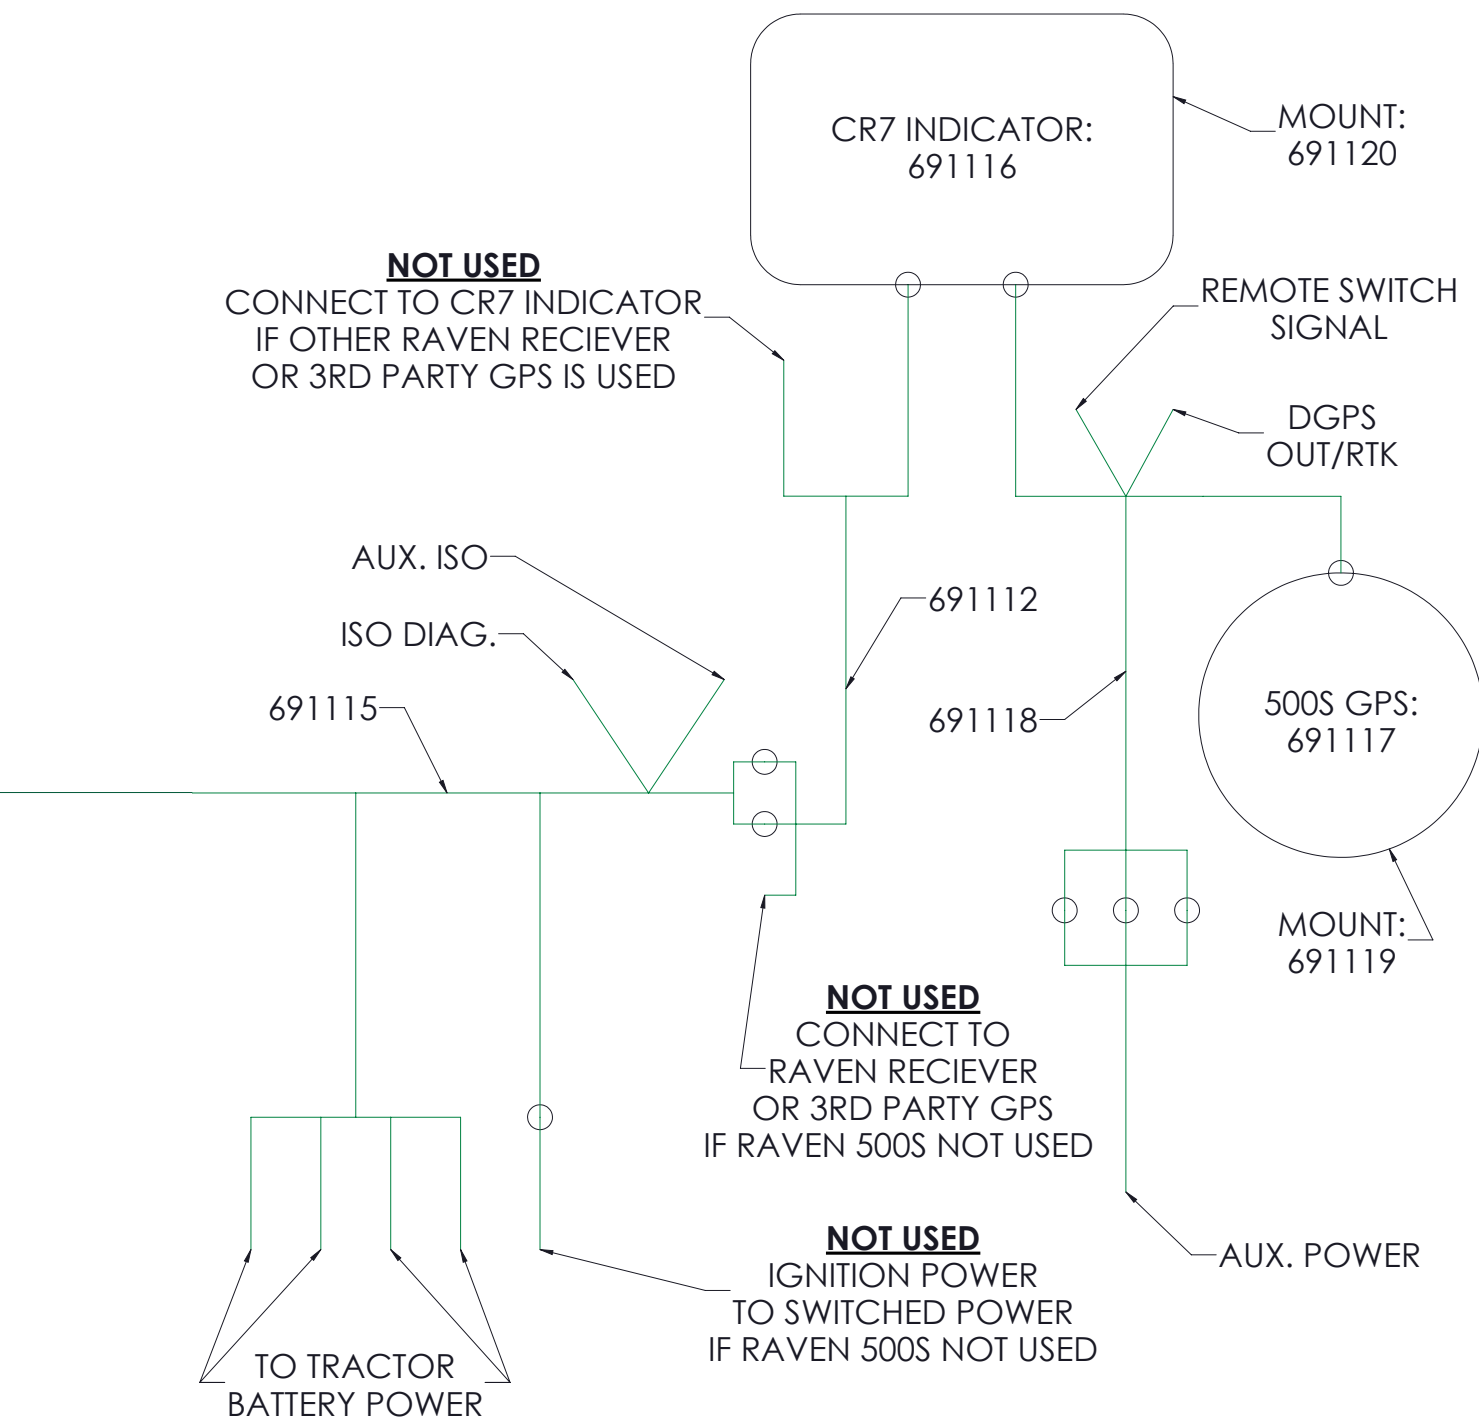 CR7 INDICATOR:
691116
MOUNT:
691120
NOT USED
CONNECT TO CR7 INDICATOR
IF OTHER RAVEN RECIEVER
OR 3RD PARTY GPS IS USED
REMOTE SWITCH
SIGNAL
DGPS
OUT/RTK
AUX. ISO
ISO DIAG.
691115
691112
691118
500S GPS:
691117
MOUNT:
691119
NOT USED
CONNECT TO
RAVEN RECIEVER
OR 3RD PARTY GPS
IF RAVEN 500S NOT USED
NOT USED
IGNITION POWER
TO SWITCHED POWER
IF RAVEN 500S NOT USED
AUX. POWER
TO TRACTOR
BATTERY POWER